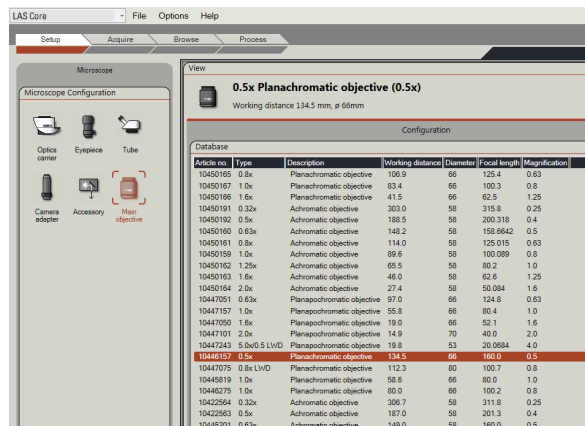 LAS Core File Options Help
Setup Acquire Browse Process
Microscope
Microscope Configuration
Optics carrier
Eyepiece
Tube
Camera adapter
Accessory
Main objective
View
0.5x Planachromatic objective (0.5x)
Working distance 134.5 mm, ø 66mm
Configuration
Database
Article no. Type Description Working distance Diameter Focal length Magnification
10450165 0.8x Planachromatic objective 106.9 66 125.4 0.63
10450167 1.0x Planachromatic objective 83.4 66 100.3 0.8
10450166 1.6x Planachromatic objective 41.5 66 62.5 1.25
10450191 0.32x Achromatic objective 303.0 58 315.8 0.25
10450192 0.5x Achromatic objective 188.5 58 200.318 0.4
10450160 0.63x Achromatic objective 148.2 58 158.6642 0.5
10450161 0.8x Achromatic objective 114.0 58 125.015 0.63
10450159 1.0x Achromatic objective 89.6 58 100.089 0.8
10450162 1.25x Achromatic objective 65.5 58 80.2 1.0
10450163 1.6x Achromatic objective 46.0 58 62.6 1.25
10450164 2.0x Achromatic objective 27.4 58 50.084 1.6
10447051 0.63x Planapochromatic objective 97.0 66 124.8 0.63
10447157 1.0x Planapochromatic objective 55.8 66 80.4 1.0
10447050 1.6x Planapochromatic objective 19.0 66 52.1 1.6
10447101 2.0x Planapochromatic objective 14.9 70 40.0 2.0
10447243 5.0x/0.5 LWD Planapochromatic objective 19.8 53 20.0684 4.0
10446157 0.5x Planachromatic objective 134.5 66 160.0 0.5
10447075 0.8x LWD Planachromatic objective 112.3 80 100.7 0.8
10445819 1.0x Planachromatic objective 58.6 66 80.0 1.0
10446275 1.0x Planachromatic objective 80.0 66 100.2 0.8
10422564 0.32x Achromatic objective 306.7 58 311.8 0.25
10422563 0.5x Achromatic objective 187.0 58 201.3 0.4
10445201 0.63x Achromatic objective 149.0 58 160.0 0.5